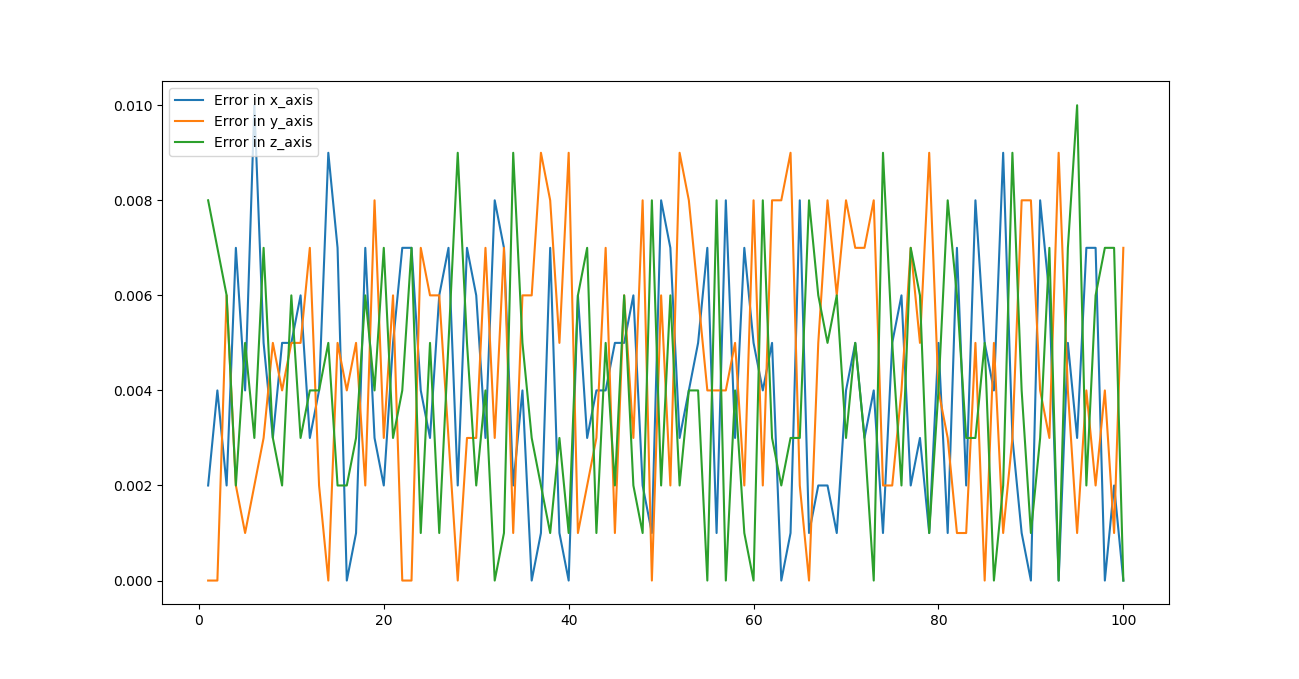 Error in x_axis
Error in y_axis
Error in z_axis
0.010
0.008
0.006
0.004
0.002
0.000
0 20 40 60 80 100